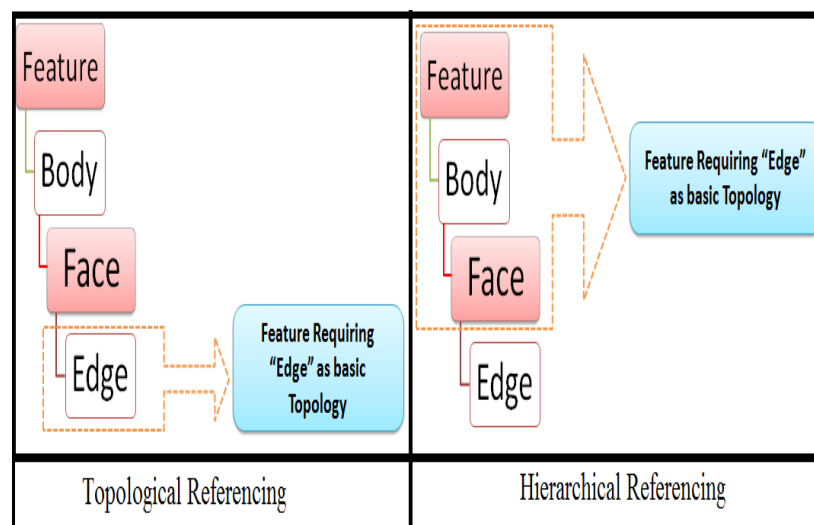 Feature
Body
Face
Edge
Feature Requiring
“Edge” as basic
Topology
Topological Referencing
Feature
Body
Face
Edge
Feature Requiring “Edge”
as basic Topology
Hierarchical Referencing